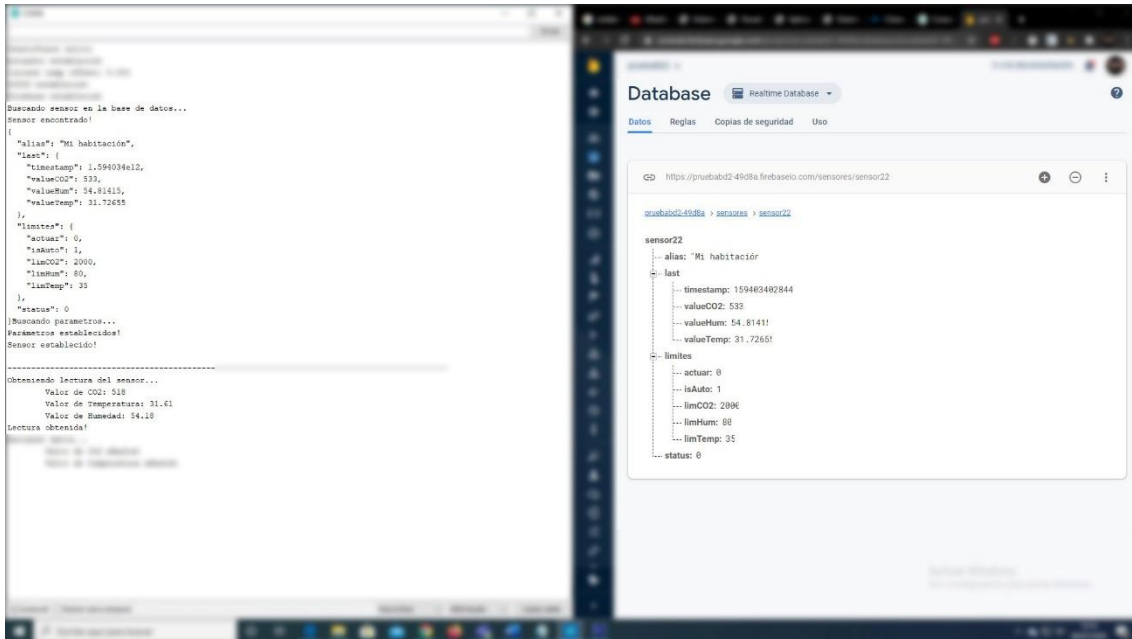 Buscando sensor en la base de datos...
Sensor encontrado!
{
"alias": "Mi habitación",
"last": {
"timestamp": 1.594034e12,
"valueCO2": 533,
"valueHum": 54.81415,
"valueTemp": 31.72655
},
"limites": {
"actuar": 0,
"isAuto": 1,
"limCO2": 2000,
"limHum": 80,
"limTemp": 35
},
"status": 0
}Buscando parametros...
Parámetros establecidos!
Sensor establecido!
--------------------------------------------
Obteniendo lectura del sensor...
Valor de CO2: 518
Valor de Temperatura: 31.61
Valor de Humedad: 54.18
Lectura obtenida!
Database Realtime Database
Datos Reglas Copias de seguridad Uso
https://pruebabd2-49d8a.firebaseio.com/sensores/sensor22
pruebabd2-49d8a > sensores > sensor22
sensor22
alias: "Mi habitaciór
last
timestamp: 159403402844
valueCO2: 533
valueHum: 54.8141!
valueTemp: 31.7265!
limites
actuar: 0
isAuto: 1
limCO2: 200€
limHum: 80
limTemp: 35
status: 0